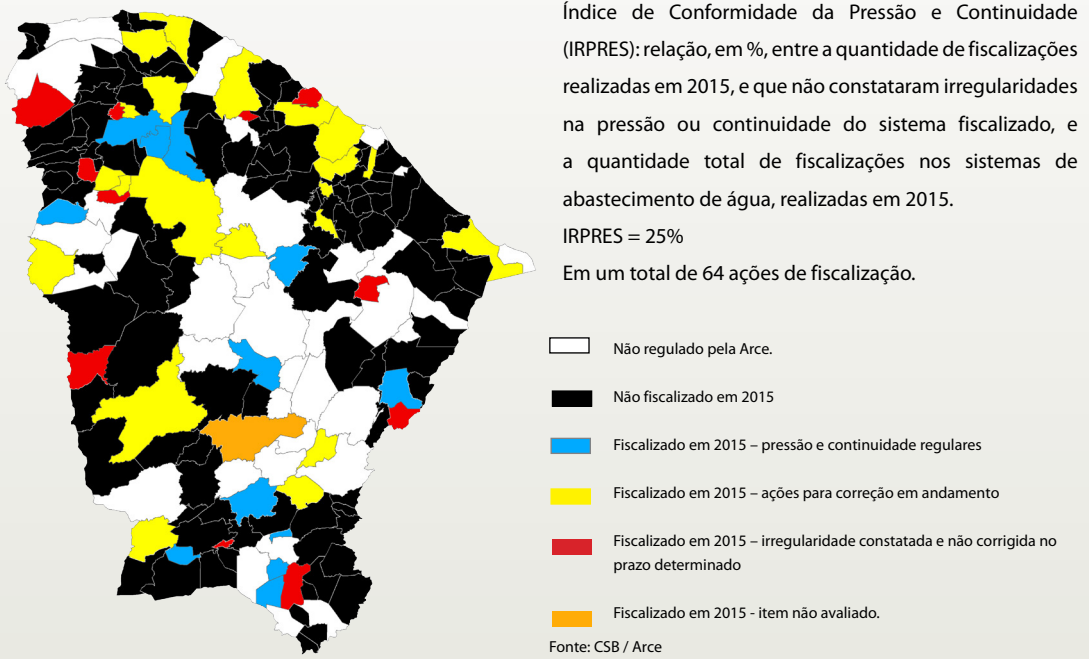 Índice de Conformidade da Pressão e Continuidade
(IRPRES): relação, em %, entre a quantidade de fiscalizações
realizadas em 2015, e que não constataram irregularidades
na pressão ou continuidade do sistema fiscalizado, e
a quantidade total de fiscalizações nos sistemas de
abastecimento de água, realizadas em 2015.
IRPRES = 25%
Em um total de 64 ações de fiscalização.
Não regulado pela Arce.
Não fiscalizado em 2015
Fiscalizado em 2015 – pressão e continuidade regulares
Fiscalizado em 2015 – ações para correção em andamento
Fiscalizado em 2015 – irregularidade constatada e não corrigida no
prazo determinado
Fiscalizado em 2015 - item não avaliado.
Fonte: CSB / Arce